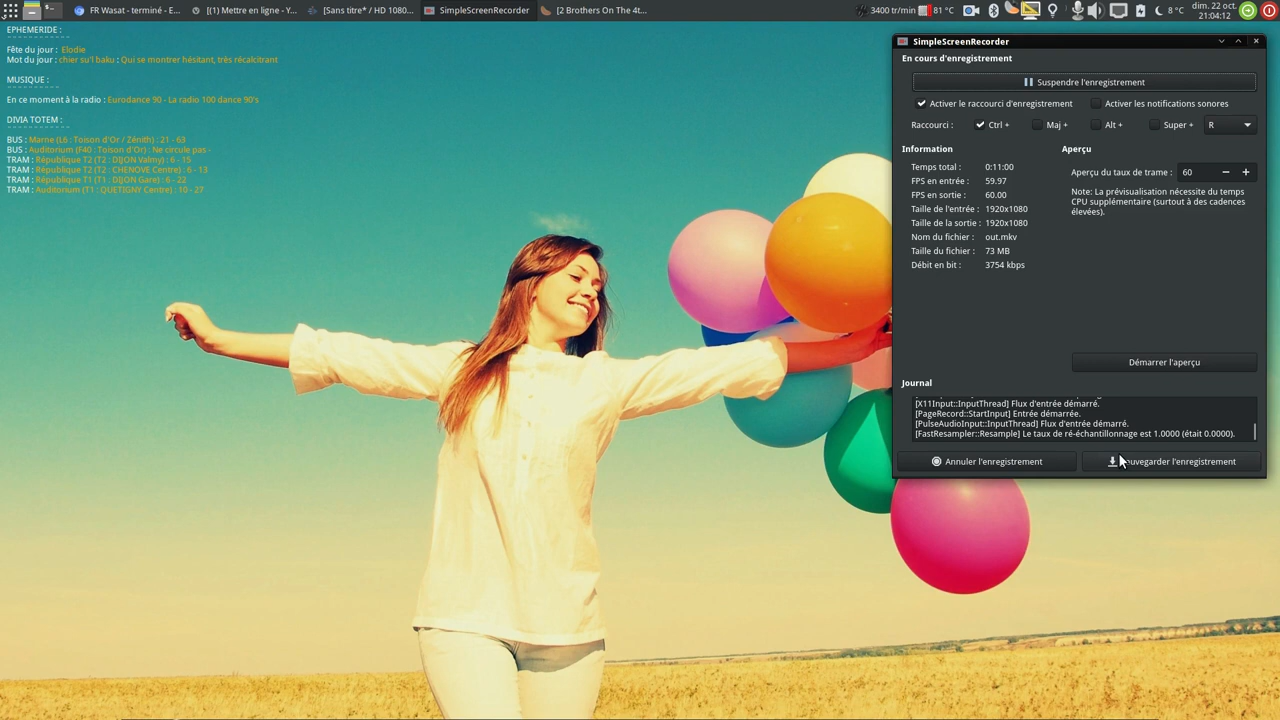 FR Wasat - terminé - E...
[(1) Mettre en ligne - Y...
[Sans titre* / HD 1080...
SimpleScreenRecorder
[2 Brothers On The 4t...
3400 tr/min
81 °C
8 °C
dim. 22 oct.
21:04:12
EPHEMERIDE :
Fête du jour : Elodie
Mot du jour : chier su'l baku : Qui se montrer hésitant, très récalcitrant
MUSIQUE :
En ce moment à la radio : Eurodance 90 - La radio 100 dance 90's
DIVIA TOTEM :
BUS : Marne (L6 : Toison d'Or / Zénith) : 21 - 63
BUS : Auditorium (F40 : Toison d'Or) : Ne circule pas -
TRAM : République T2 (T2 : DIJON Valmy) : 6 - 15
TRAM : République T2 (T2 : CHENOVE Centre) : 6 - 13
TRAM : République T1 (T1 : DIJON Gare) : 6 - 22
TRAM : Auditorium (T1 : QUETIGNY Centre) : 10 - 27
SimpleScreenRecorder
En cours d'enregistrement
Suspendre l'enregistrement
Activer le raccourci d'enregistrement
Activer les notifications sonores
Raccourci : Ctrl + Maj + Alt + Super + R
Information
Temps total : 0:11:00
FPS en entrée : 59.97
FPS en sortie : 60.00
Taille de l'entrée : 1920x1080
Taille de la sortie : 1920x1080
Nom du fichier : out.mkv
Taille du fichier : 73 MB
Débit en bit : 3754 kbps
Aperçu
Aperçu du taux de trame : 60
Note: La prévisualisation nécessite du temps
CPU supplémentaire (surtout à des cadences
élevées).
Démarrer l'aperçu
Journal
[X11Input::InputThread] Flux d'entrée démarré.
[PageRecord::StartInput] Entrée démarrée.
[PulseAudioInput::InputThread] Flux d'entrée démarré.
[FastResampler::Resample] Le taux de ré-échantillonnage est 1.0000 (était 0.0000).
Annuler l'enregistrement
l'enregistrement